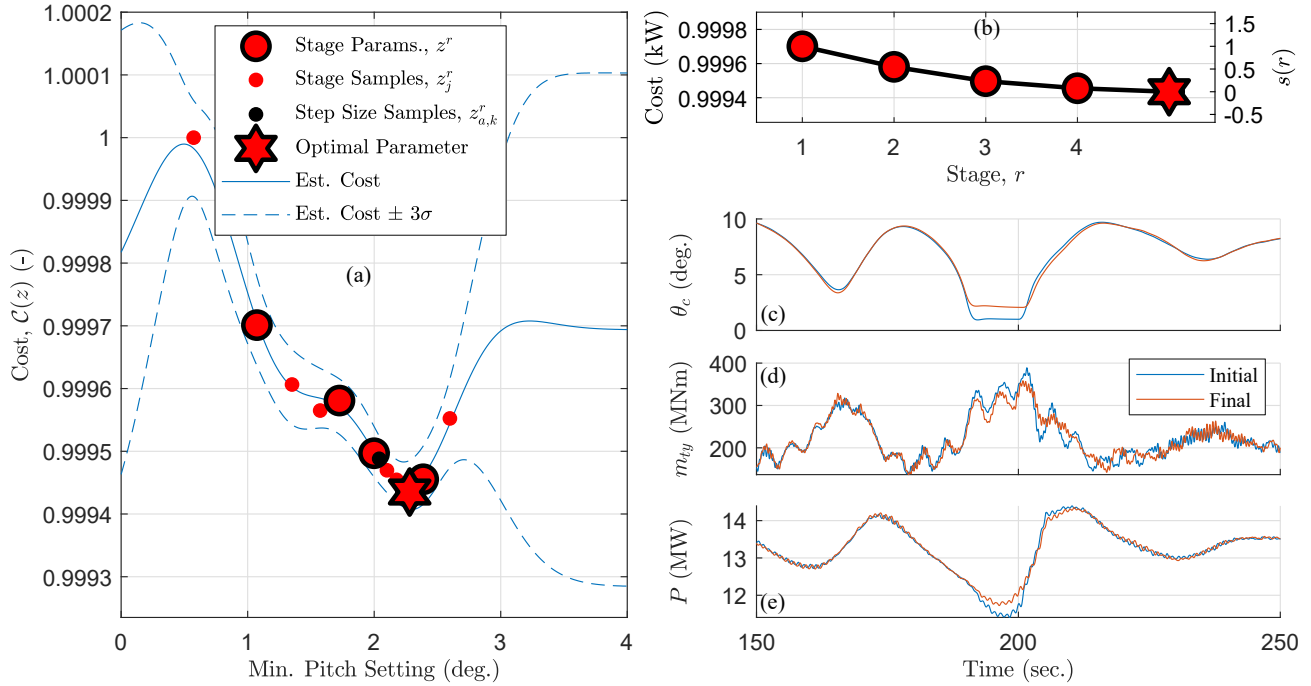 1.0002
1.0001
1
0.9999
0.9998
0.9997
0.9996
0.9995
0.9994
0.9993
Cost, C(z) (-)
0
1
2
3
4
Min. Pitch Setting (deg.)
(a)
Stage Params., z^r
Stage Samples, z_j^r
Step Size Samples, z_{a,k}^r
Optimal Parameter
Est. Cost
Est. Cost ± 3σ
(b)
Cost (kW)
0.9998
0.9996
0.9994
1.5
1
0.5
0
-0.5
s(r)
1
2
3
4
Stage, r
10
5
0
θ_c (deg.)
(c)
400
300
200
m_{ty} (MNm)
(d)
Initial
Final
14
13
12
P (MW)
(e)
150
200
250
Time (sec.)